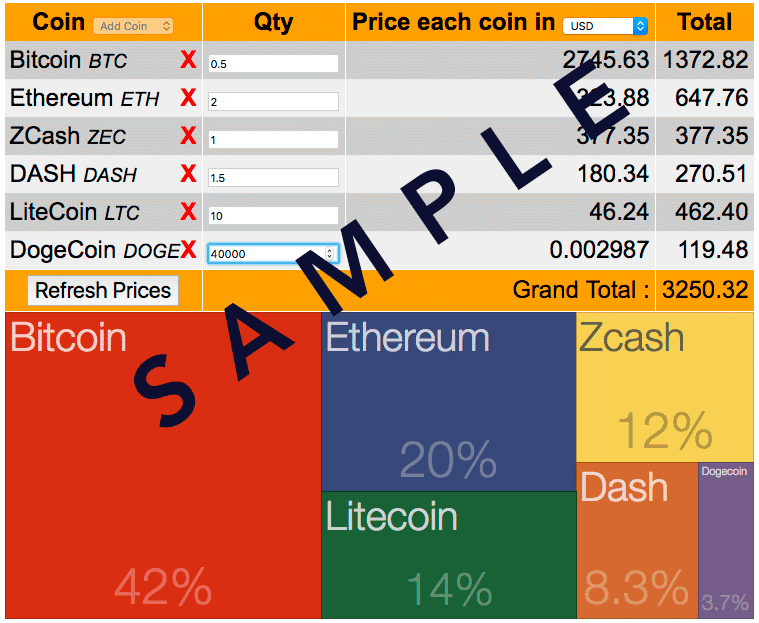 Coin Add Coin Qty Price each coin in USD Total
Bitcoin BTC X 0.5 2745.63 1372.82
Ethereum ETH X 2 323.88 647.76
ZCash ZEC X 1 377.35 377.35
DASH DASH X 1.5 180.34 270.51
LiteCoin LTC X 10 46.24 462.40
DogeCoin DOGE X 40000 0.002987 119.48
Refresh Prices Grand Total : 3250.32
SAMPLE
Bitcoin
42%
Ethereum
20%
Zcash
12%
Litecoin
14%
Dash
8.3%
Dogecoin
3.7%